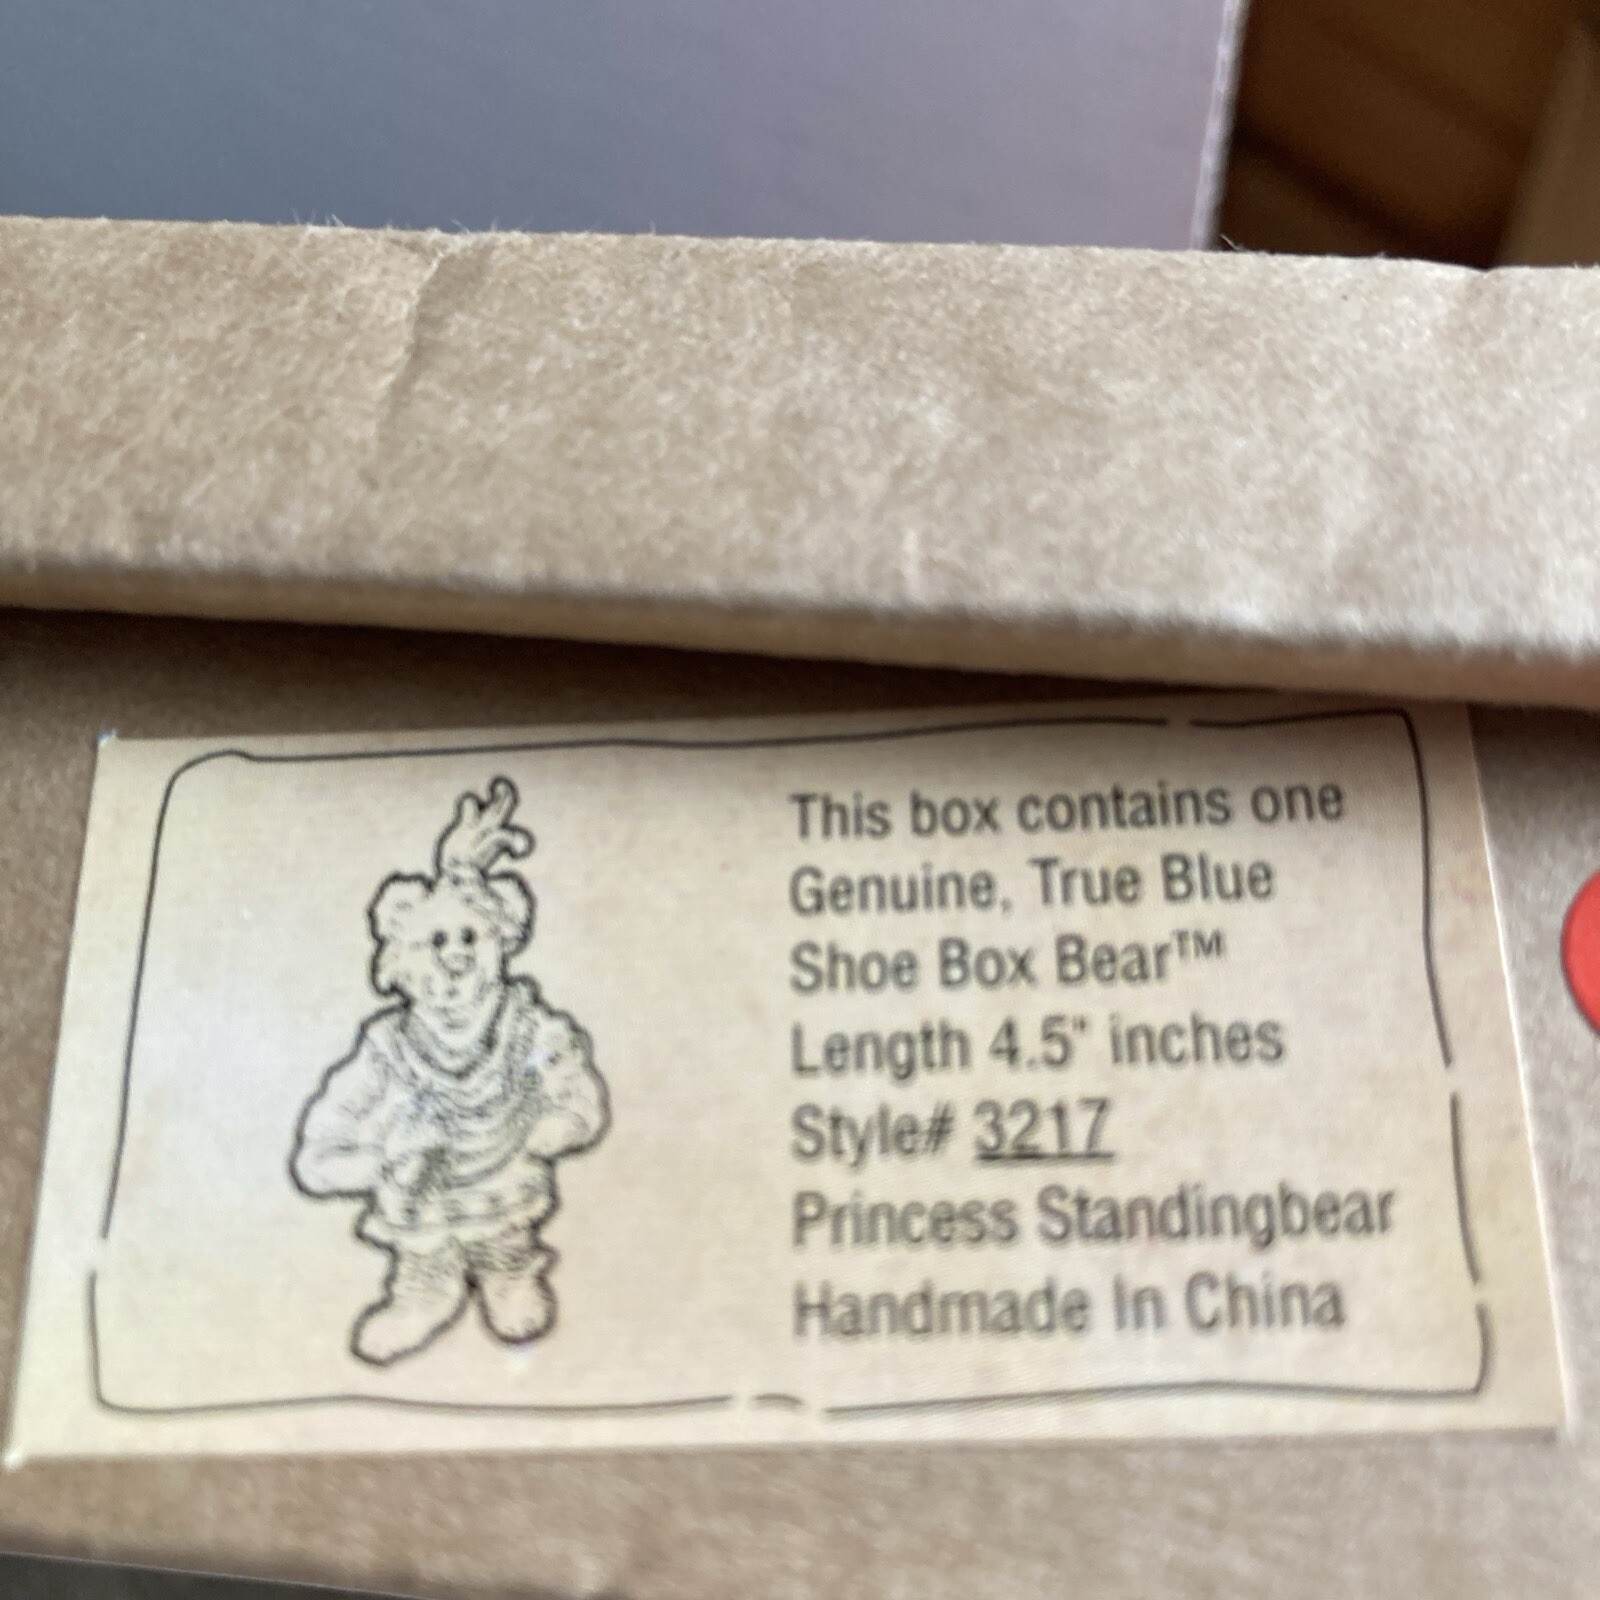 This box contains one
Genuine, True Blue
Shoe Box Bear™
Length 4.5" inches
Style# 3217
Princess Standingbear
Handmade In China